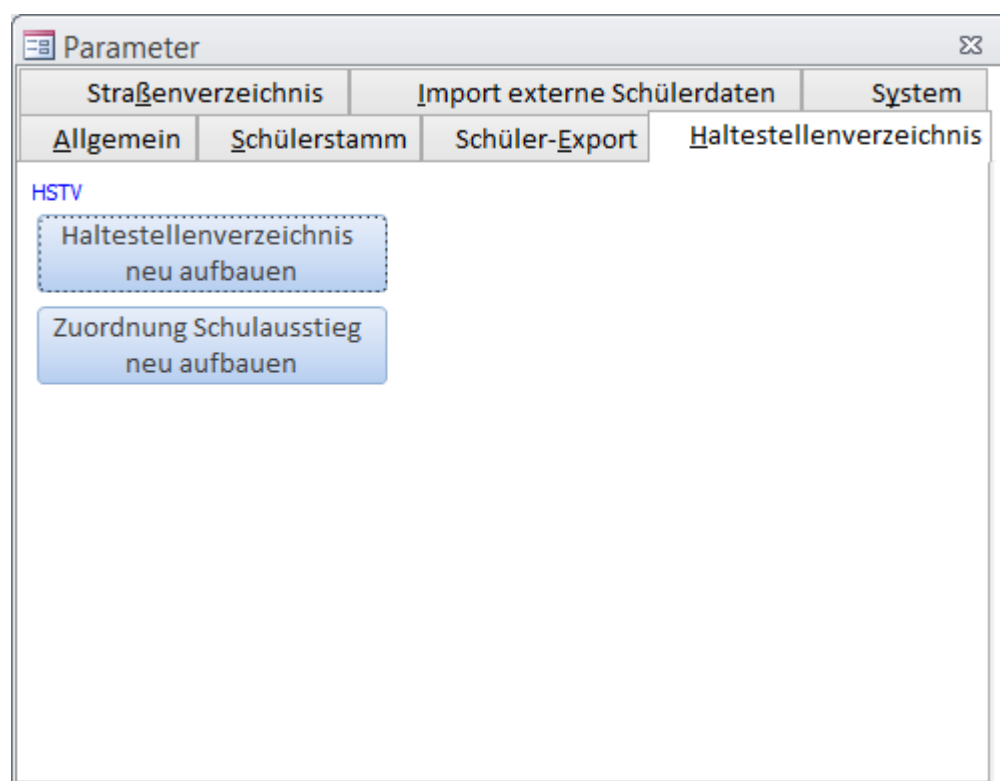 Parameter
Straßenverzeichnis
Import externe Schülerdaten
System
Allgemein
Schülerstamm
Schüler-Export
Haltestellenverzeichnis
HSTV
Haltestellenverzeichnis
neu aufbauen
Zuordnung Schulausstieg
neu aufbauen